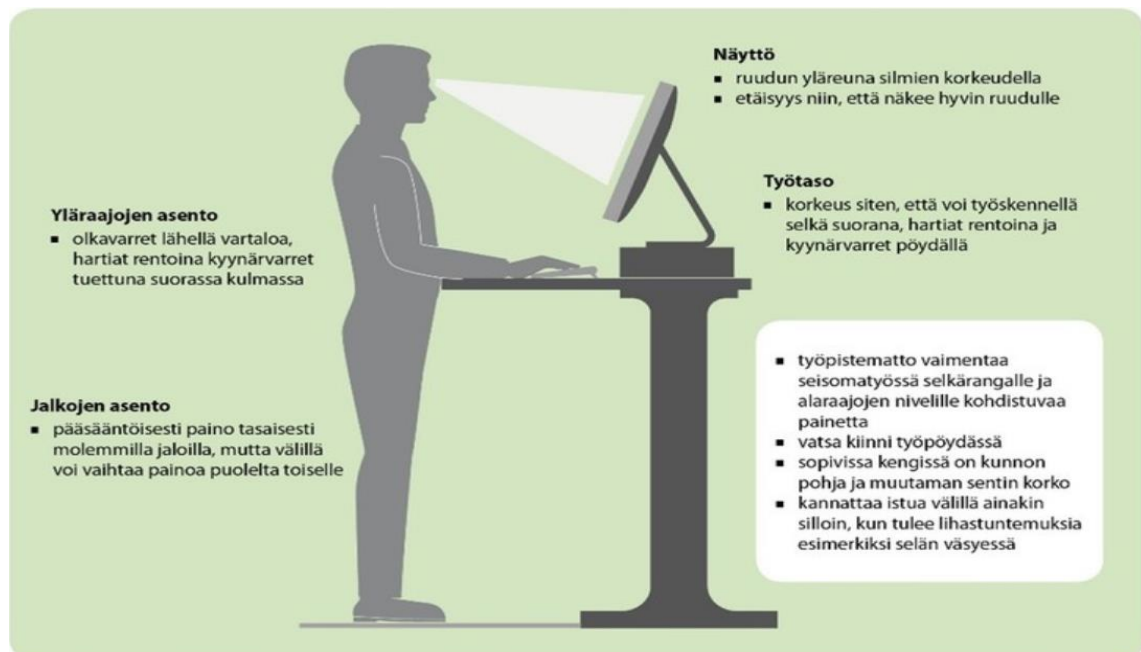 Näyttö
▪ ruudun yläreuna silmien korkeudella
▪ etäisyys niin, että näkee hyvin ruudulle
Työtaso
▪ korkeus siten, että voi työskennellä
selkä suorana, hartiat rentoina ja
kyynärvarret pöydällä
Yläraajojen asento
▪ olkavarret lähellä vartaloa,
hartiat rentoina kyynärvarret
tuettuna suorassa kulmassa
Jalkojen asento
▪ pääsääntöisesti paino tasaisesti
molemmilla jaloilla, mutta välillä
voi vaihtaa painoa puolelta toiselle
▪ työpistematto vaimentaa
seisomatyössä selkärangalle ja
alaraajojen nivelille kohdistuvaa
painetta
▪ vatsa kiinni työpöydässä
▪ sopivissa kengissä on kunnon
pohja ja muutaman sentin korko
▪ kannattaa istua välillä ainakin
silloin, kun tulee lihastuntemuksia
esimerkiksi selän väsyessä